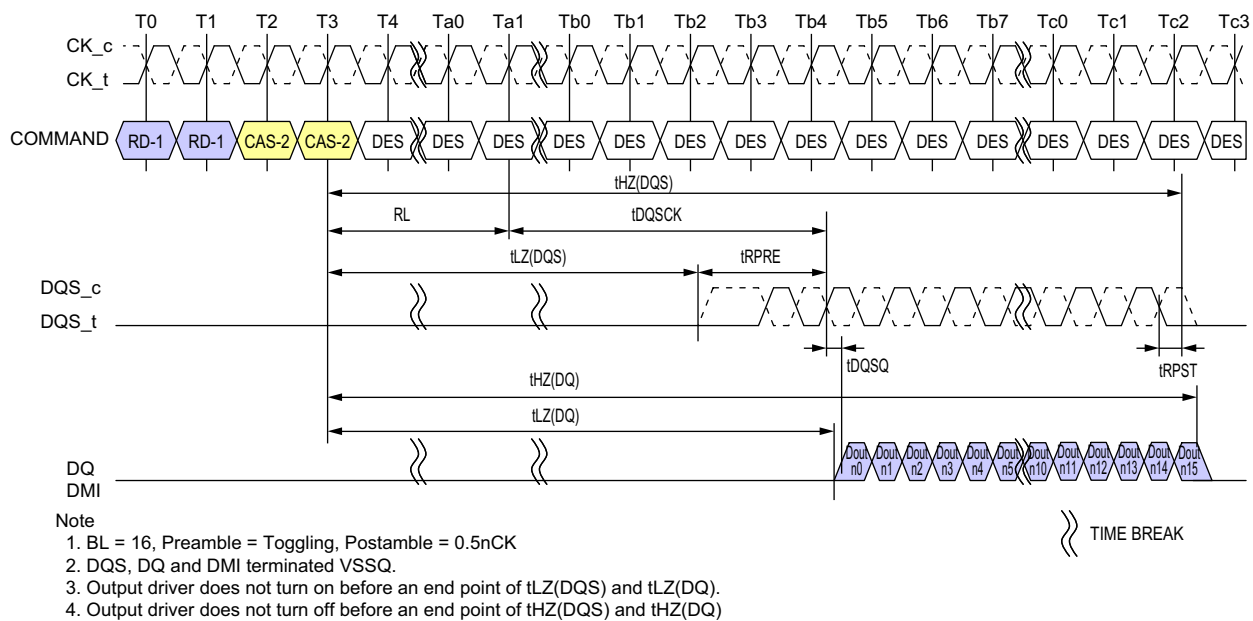 T0 T1 T2 T3 T4 Ta0 Ta1 Tb0 Tb1 Tb2 Tb3 Tb4 Tb5 Tb6 Tb7 Tc0 Tc1 Tc2 Tc3
CK_c
CK_t
COMMAND RD-1 RD-1 CAS-2 CAS-2 DES DES DES DES DES DES DES DES DES DES DES DES DES DES DES
tHZ(DQS)
RL tDQSCK
tLZ(DQS) tRPRE
DQS_c
DQS_t
tDQSQ tRPST
tHZ(DQ)
tLZ(DQ)
Dout Dout Dout Dout Dout Dout Dout Dout Dout Dout Dout Dout
n0 n1 n2 n3 n4 n5 n10 n11 n12 n13 n14 n15
DQ
DMI
Note
1. BL = 16, Preamble = Toggling, Postamble = 0.5nCK
2. DQS, DQ and DMI terminated VSSQ.
3. Output driver does not turn on before an end point of tLZ(DQS) and tLZ(DQ).
4. Output driver does not turn off before an end point of tHZ(DQS) and tHZ(DQ)
TIME BREAK